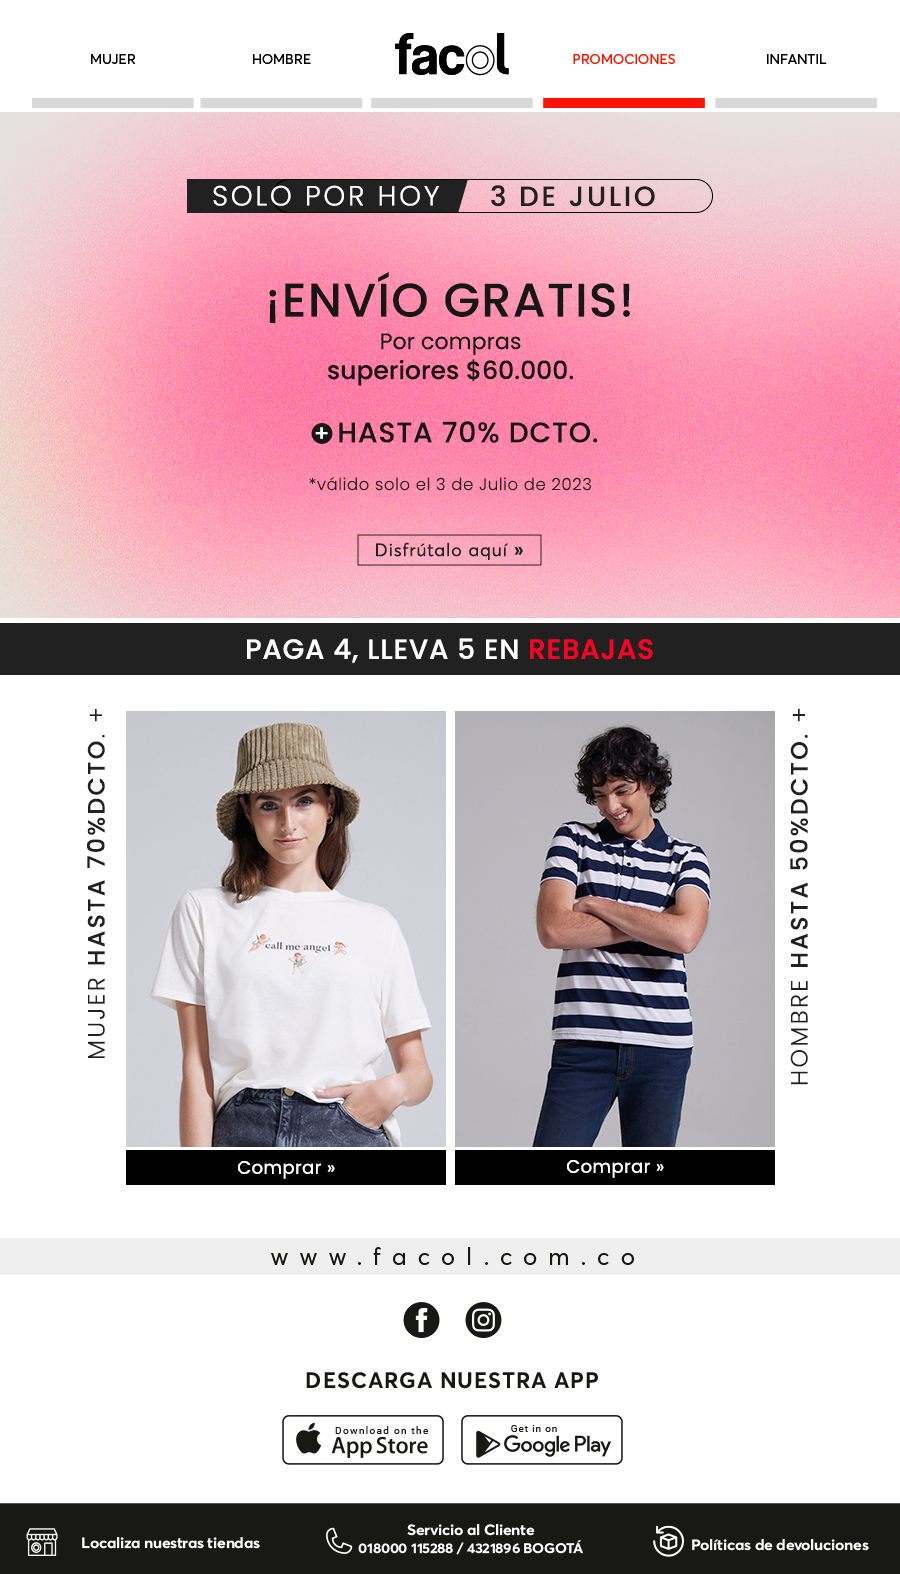 MUJER
HOMBRE
facol
PROMOCIONES
INFANTIL
SOLO POR HOY
3 DE JULIO
¡ENVÍO GRATIS!
Por compras
superiores $60.000.
+ HASTA 70% DCTO.
*válido solo el 3 de Julio de 2023
Disfrútalo aquí »
PAGA 4, LLEVA 5 EN REBAJAS
MUJER HASTA 70%DCTO. +
call me angel
HOMBRE HASTA 50%DCTO. +
Comprar »
Comprar »
www.facol.com.co
DESCARGA NUESTRA APP
Download on the
App Store
Get in on
Google Play
Localiza nuestras tiendas
Servicio al Cliente
018000 115288 / 4321896 BOGOTÁ
Políticas de devoluciones